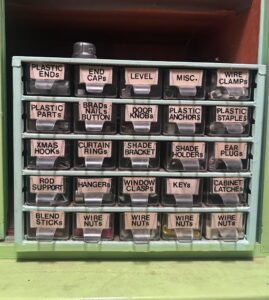 PLASTIC
ENDS
END
CAPS
LEVEL
MISC.
WIRE
CLAMPS
PLASTIC
PARTS
BRADS
NAILS
BUTTON
DOOR
KNOBS
PLASTIC
ANCHORS
PLASTIC
STAPLES
XMAS
HOOKS
CURTAIN
RINGS
SHADE
BRACKET
SHADE
HOLDERS
EAR
PLUGS
ROD
SUPPORT
HANGERS
WINDOW
CLASPS
KEYS
CABINET
LATCHES
BLEND
STICKS
WIRE
NUTS
WIRE
NUTS
WIRE
NUTS
WIRE
NUTS